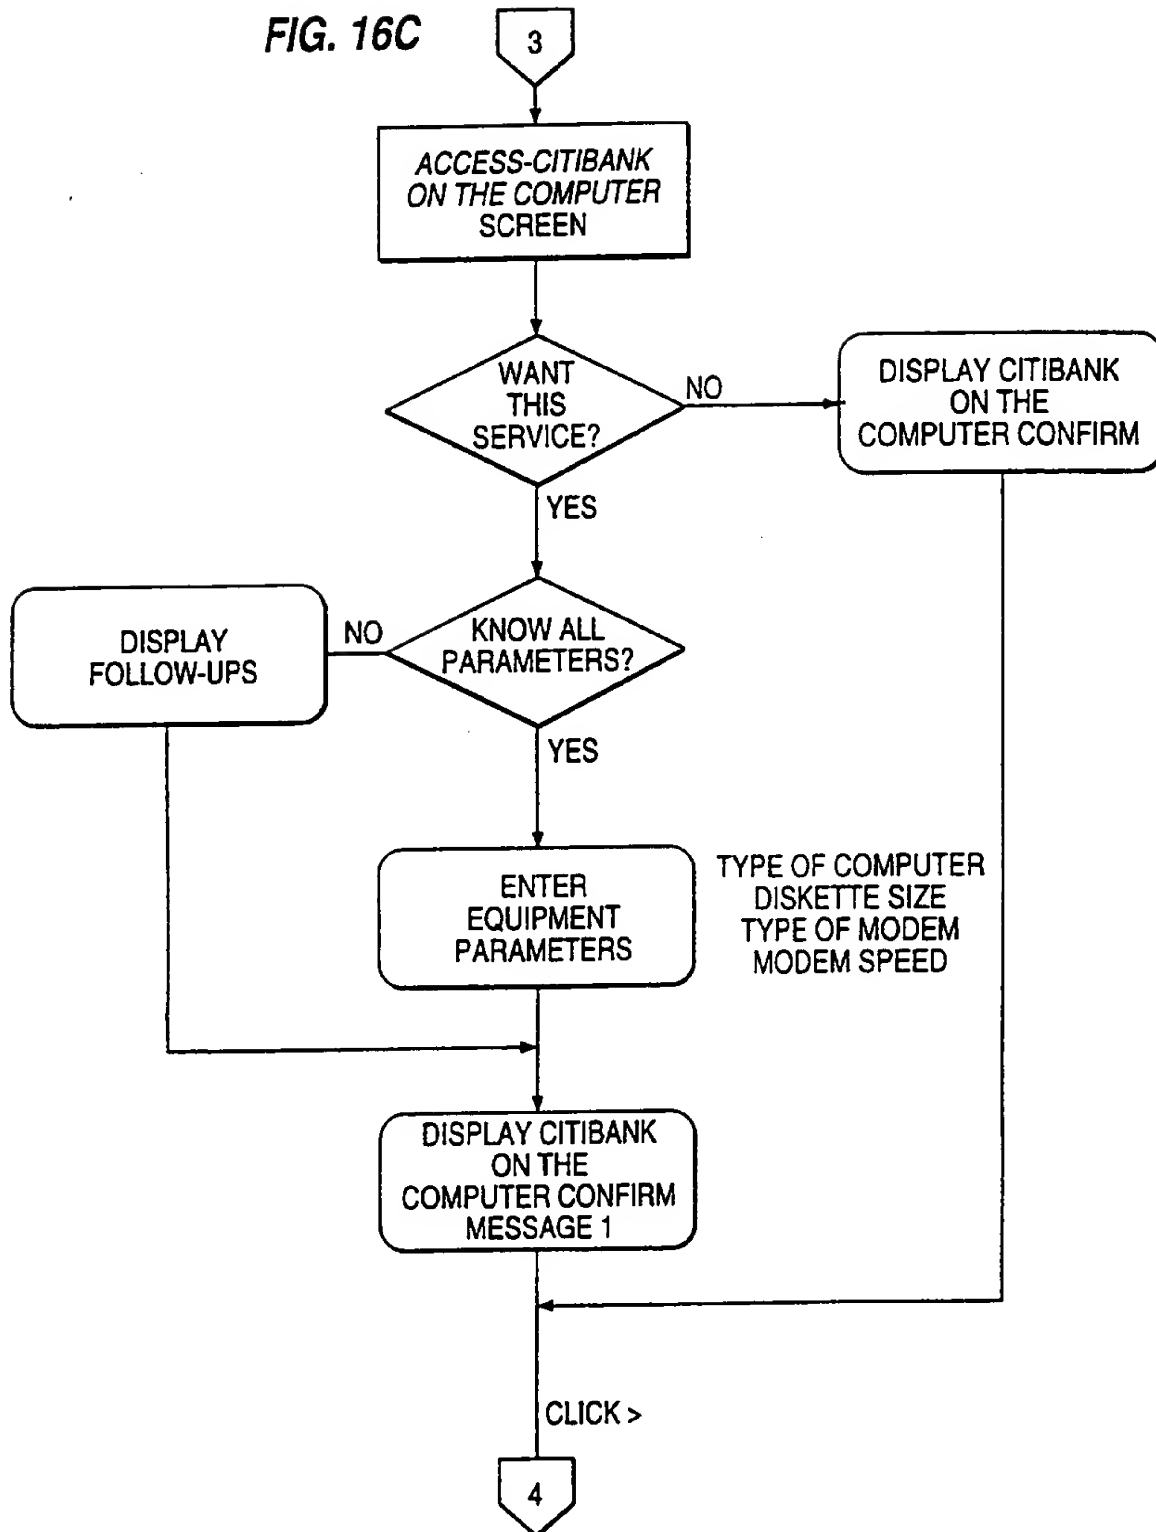 FIG. 16C
3
ACCESS-CITIBANK
ON THE COMPUTER
SCREEN
WANT
THIS
SERVICE?
NO
DISPLAY CITIBANK
ON THE
COMPUTER CONFIRM
YES
DISPLAY
FOLLOW-UPS
NO
KNOW ALL
PARAMETERS?
YES
ENTER
EQUIPMENT
PARAMETERS
TYPE OF COMPUTER
DISKETTE SIZE
TYPE OF MODEM
MODEM SPEED
DISPLAY CITIBANK
ON THE
COMPUTER CONFIRM
MESSAGE 1
CLICK >
4